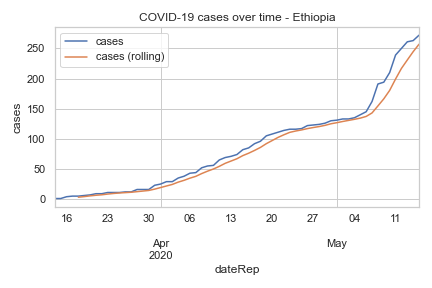 COVID-19 cases over time - Ethiopia
cases
cases (rolling)
cases
250
200
150
100
50
0
16 23 30 06 13 20 27 04 11
Apr May
2020
dateRep